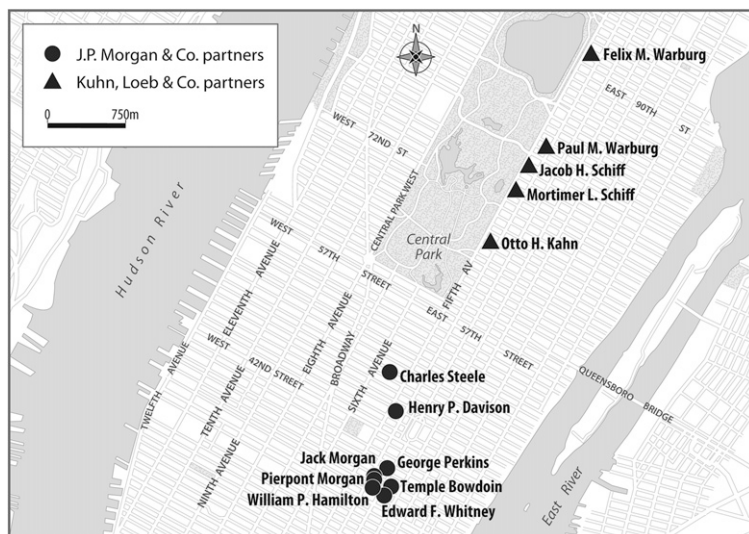 J.P. Morgan & Co. partners
Kuhn, Loeb & Co. partners
0 750m
N
Felix M. Warburg
EAST 90TH ST
WEST 72ND ST
Paul M. Warburg
Jacob H. Schiff
Mortimer L. Schiff
CENTRAL PARK WEST
Hudson River
Central
Park
Otto H. Kahn
WEST 57TH STREET
FIFTH AV
EAST 57TH STREET
ELEVENTH AVENUE
EIGHTH AVENUE
BROADWAY
SIXTH AVENUE
WEST 42ND STREET
TWELFTH AVENUE
TENTH AVENUE
NINTH AVENUE
QUEENSBORO BRIDGE
Charles Steele
Henry P. Davison
Jack Morgan
George Perkins
Pierpont Morgan
Temple Bowdoin
William P. Hamilton
Edward F. Whitney
East River